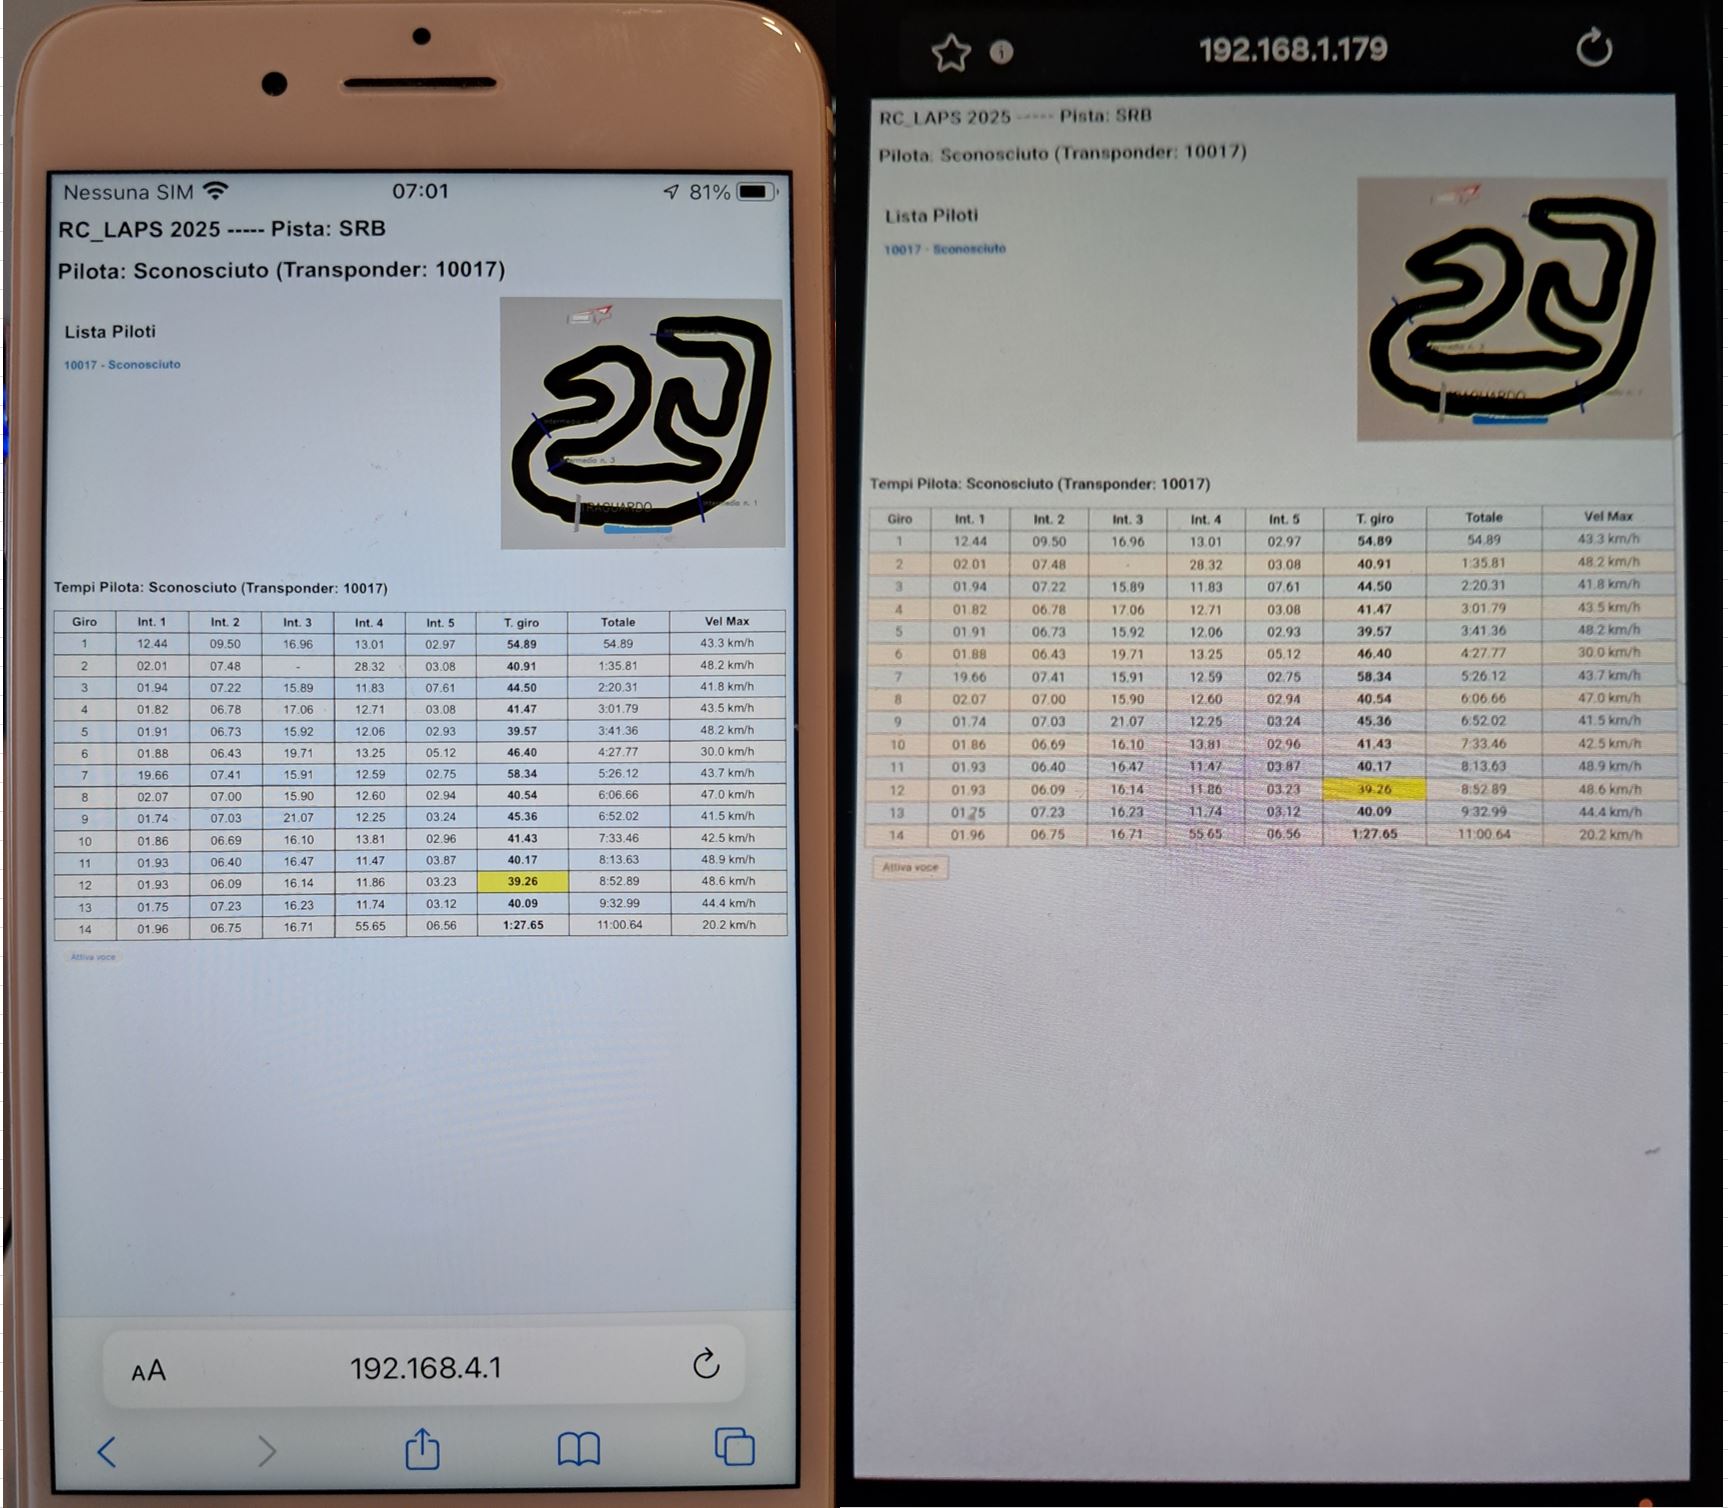 Nessuna SIM 07:01 81%
RC_LAPS 2025 ----- Pista: SRB
Pilota: Sconosciuto (Transponder: 10017)
Lista Piloti
10017 - Sconosciuto
TRAGUARDO
Tempi Pilota: Sconosciuto (Transponder: 10017)
Giro Int. 1 Int. 2 Int. 3 Int. 4 Int. 5 T. giro Totale Vel Max
1 12.44 09.50 16.96 13.01 02.97 54.89 54.89 43.3 km/h
2 02.01 07.48 - 28.32 03.08 40.91 1:35.81 48.2 km/h
3 01.94 07.22 15.89 11.83 07.61 44.50 2:20.31 41.8 km/h
4 01.82 06.78 17.06 12.71 03.08 41.47 3:01.79 43.5 km/h
5 01.91 06.73 15.92 12.06 02.93 39.57 3:41.36 48.2 km/h
6 01.88 06.43 19.71 13.25 05.12 46.40 4:27.77 30.0 km/h
7 19.66 07.41 15.91 12.59 02.75 58.34 5:26.12 43.7 km/h
8 02.07 07.00 15.90 12.60 02.94 40.54 6:06.66 47.0 km/h
9 01.74 07.03 21.07 12.25 03.24 45.36 6:52.02 41.5 km/h
10 01.86 06.69 16.10 13.81 02.96 41.43 7:33.46 42.5 km/h
11 01.93 06.40 16.47 11.47 03.87 40.17 8:13.63 48.9 km/h
12 01.93 06.09 16.14 11.86 03.23 39.26 8:52.89 48.6 km/h
13 01.75 07.23 16.23 11.74 03.12 40.09 9:32.99 44.4 km/h
14 01.96 06.75 16.71 55.65 06.56 1:27.65 11:00.64 20.2 km/h
Attiva voce
AA 192.168.4.1
192.168.1.179
RC_LAPS 2025 ----- Pista: SRB
Pilota: Sconosciuto (Transponder: 10017)
Lista Piloti
10017 - Sconosciuto
TRAGUARDO
Tempi Pilota: Sconosciuto (Transponder: 10017)
Giro Int. 1 Int. 2 Int. 3 Int. 4 Int. 5 T. giro Totale Vel Max
1 12.44 09.50 16.96 13.01 02.97 54.89 54.89 43.3 km/h
2 02.01 07.48 - 28.32 03.08 40.91 1:35.81 48.2 km/h
3 01.94 07.22 15.89 11.83 07.61 44.50 2:20.31 41.8 km/h
4 01.82 06.78 17.06 12.71 03.08 41.47 3:01.79 43.5 km/h
5 01.91 06.73 15.92 12.06 02.93 39.57 3:41.36 48.2 km/h
6 01.88 06.43 19.71 13.25 05.12 46.40 4:27.77 30.0 km/h
7 19.66 07.41 15.91 12.59 02.75 58.34 5:26.12 43.7 km/h
8 02.07 07.00 15.90 12.60 02.94 40.54 6:06.66 47.0 km/h
9 01.74 07.03 21.07 12.25 03.24 45.36 6:52.02 41.5 km/h
10 01.86 06.69 16.10 13.81 02.96 41.43 7:33.46 42.5 km/h
11 01.93 06.40 16.47 11.47 03.87 40.17 8:13.63 48.9 km/h
12 01.93 06.09 16.14 11.86 03.23 39.26 8:52.89 48.6 km/h
13 01.75 07.23 16.23 11.74 03.12 40.09 9:32.99 44.4 km/h
14 01.96 06.75 16.71 55.65 06.56 1:27.65 11:00.64 20.2 km/h
Attiva voce